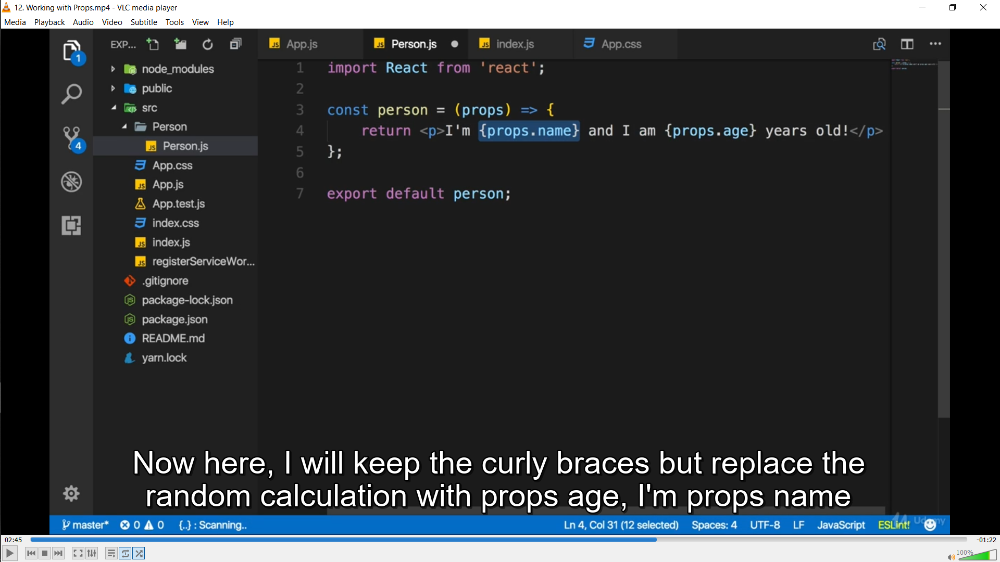 12. Working with Props.mp4 - VLC media player
Media Playback Audio Video Subtitle Tools View Help
EXP...
App.js
Person.js
index.js
App.css
1
4
node_modules
public
src
Person
Person.js
App.css
App.js
App.test.js
index.css
index.js
registerServiceWor...
.gitignore
package-lock.json
package.json
README.md
yarn.lock
1 import React from 'react';
2
3 const person = (props) => {
4 return <p>I'm {props.name} and I am {props.age} years old!</p>
5 };
6
7 export default person;
Now here, I will keep the curly braces but replace the
random calculation with props age, I'm props name
master* 0 0 {..} : Scanning.. Ln 4, Col 31 (12 selected) Spaces: 4 UTF-8 LF JavaScript ESLint!
Udemy
02:45 -01:22
100%